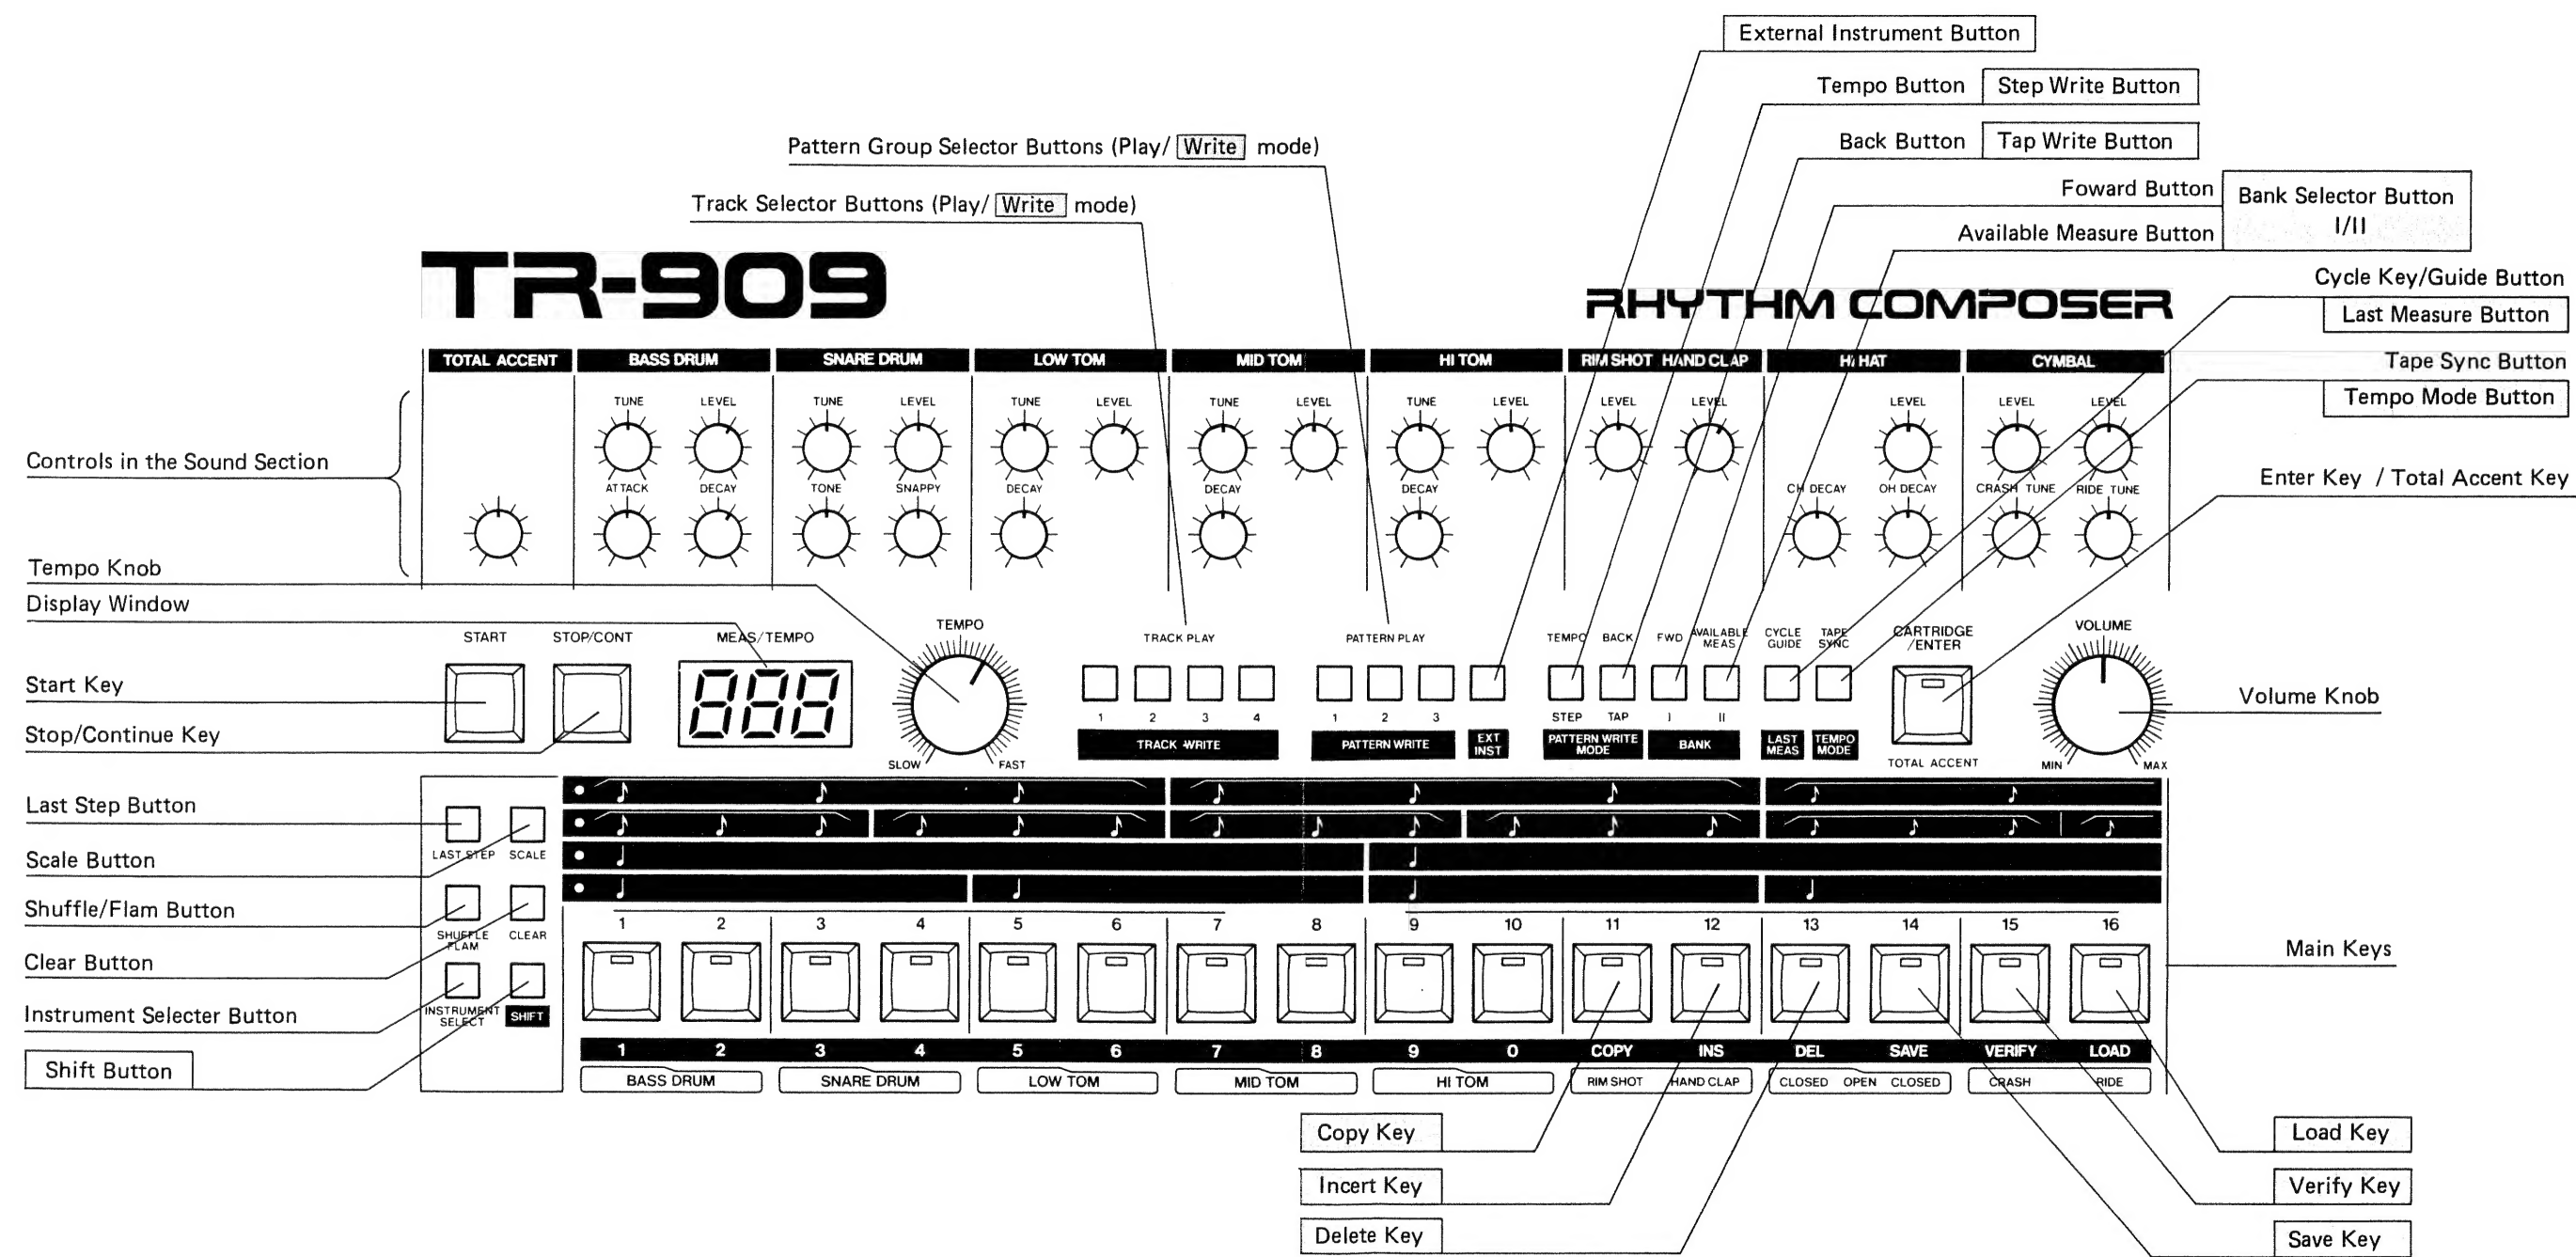 External Instrument Button
Tempo Button Step Write Button
Pattern Group Selector Buttons (Play/ Write mode)
Back Button Tap Write Button
Track Selector Buttons (Play/ Write mode)
Foward Button
Bank Selector Button
I/II
Available Measure Button
TR-909
RHYTHM COMPOSER
Cycle Key/Guide Button
Last Measure Button
Tape Sync Button
Tempo Mode Button
TOTAL ACCENT BASS DRUM SNARE DRUM LOW TOM MID TOM HI TOM RIM SHOT HAND CLAP HI HAT CYMBAL
TUNE LEVEL TUNE LEVEL TUNE LEVEL TUNE LEVEL TUNE LEVEL LEVEL LEVEL LEVEL LEVEL LEVEL
Controls in the Sound Section
Enter Key / Total Accent Key
ATTACK DECAY TONE SNAPPY DECAY DECAY DECAY CH DECAY OH DECAY CRASH TUNE RIDE TUNE
Tempo Knob
Display Window
START STOP/CONT MEAS/TEMPO TEMPO TRACK PLAY PATTERN PLAY TEMPO BACK FWD AVAILABLE MEAS CYCLE GUIDE TAPE SYNC CARTRIDGE /ENTER VOLUME
Start Key
888
Volume Knob
Stop/Continue Key
1 2 3 4 1 2 3 STEP TAP I II
TRACK WRITE PATTERN WRITE EXT INST PATTERN WRITE MODE BANK LAST MEAS TEMPO MODE
SLOW FAST TOTAL ACCENT MIN MAX
Last Step Button
LAST STEP SCALE
Scale Button
Shuffle/Flam Button
SHUFFLE FLAM CLEAR
1 2 3 4 5 6 7 8 9 10 11 12 13 14 15 16
Clear Button
Main Keys
Instrument Selecter Button
INSTRUMENT SELECT SHIFT
Shift Button
1 2 3 4 5 6 7 8 9 0 COPY INS DEL SAVE VERIFY LOAD
BASS DRUM SNARE DRUM LOW TOM MID TOM HI TOM RIM SHOT HAND CLAP CLOSED OPEN CLOSED CRASH RIDE
Copy Key
Load Key
Incert Key
Verify Key
Delete Key
Save Key